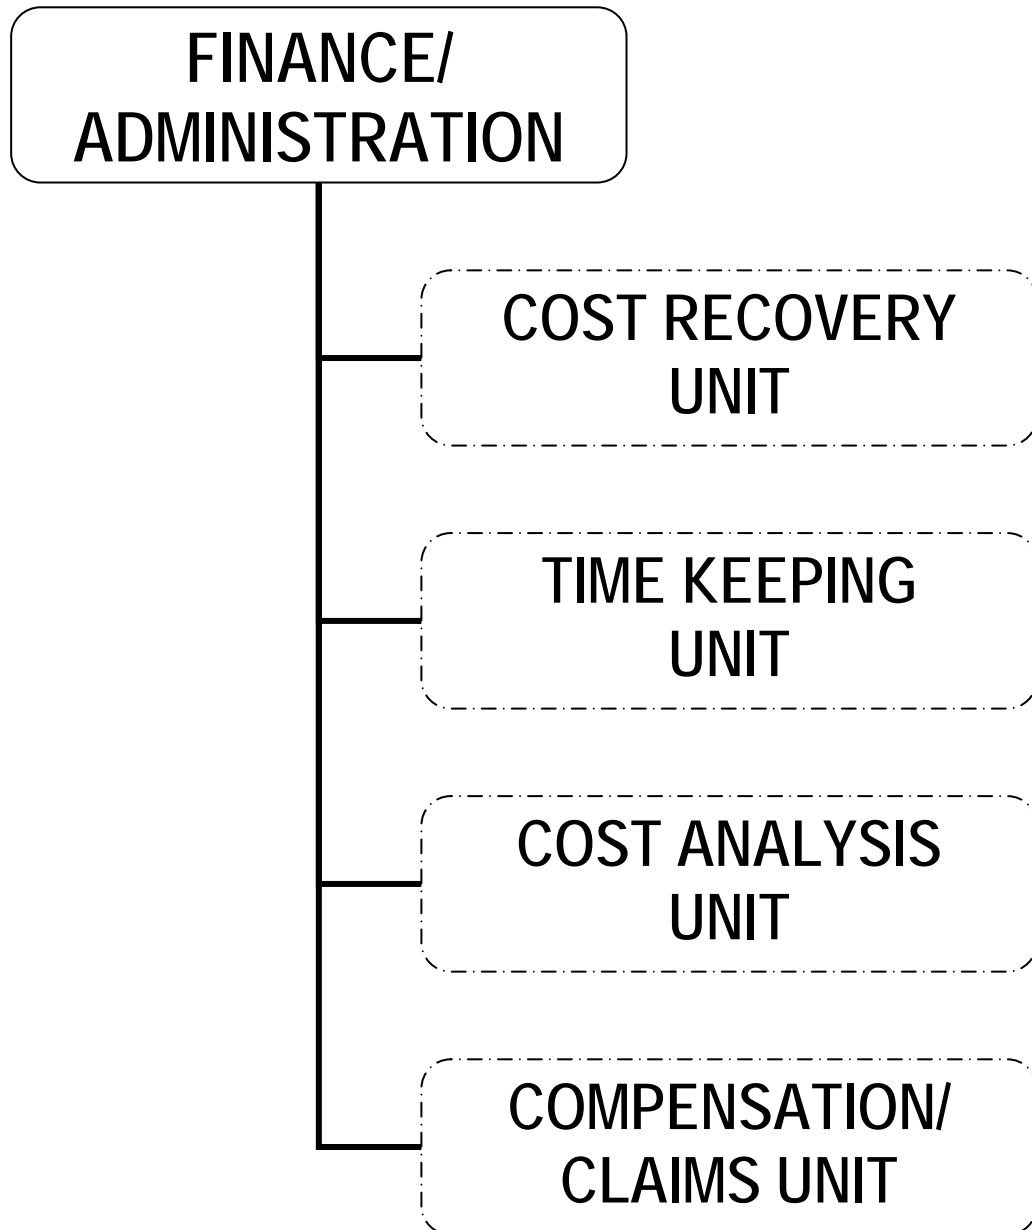 FINANCE/
ADMINISTRATION
COST RECOVERY
UNIT
TIME KEEPING
UNIT
COST ANALYSIS
UNIT
COMPENSATION/
CLAIMS UNIT